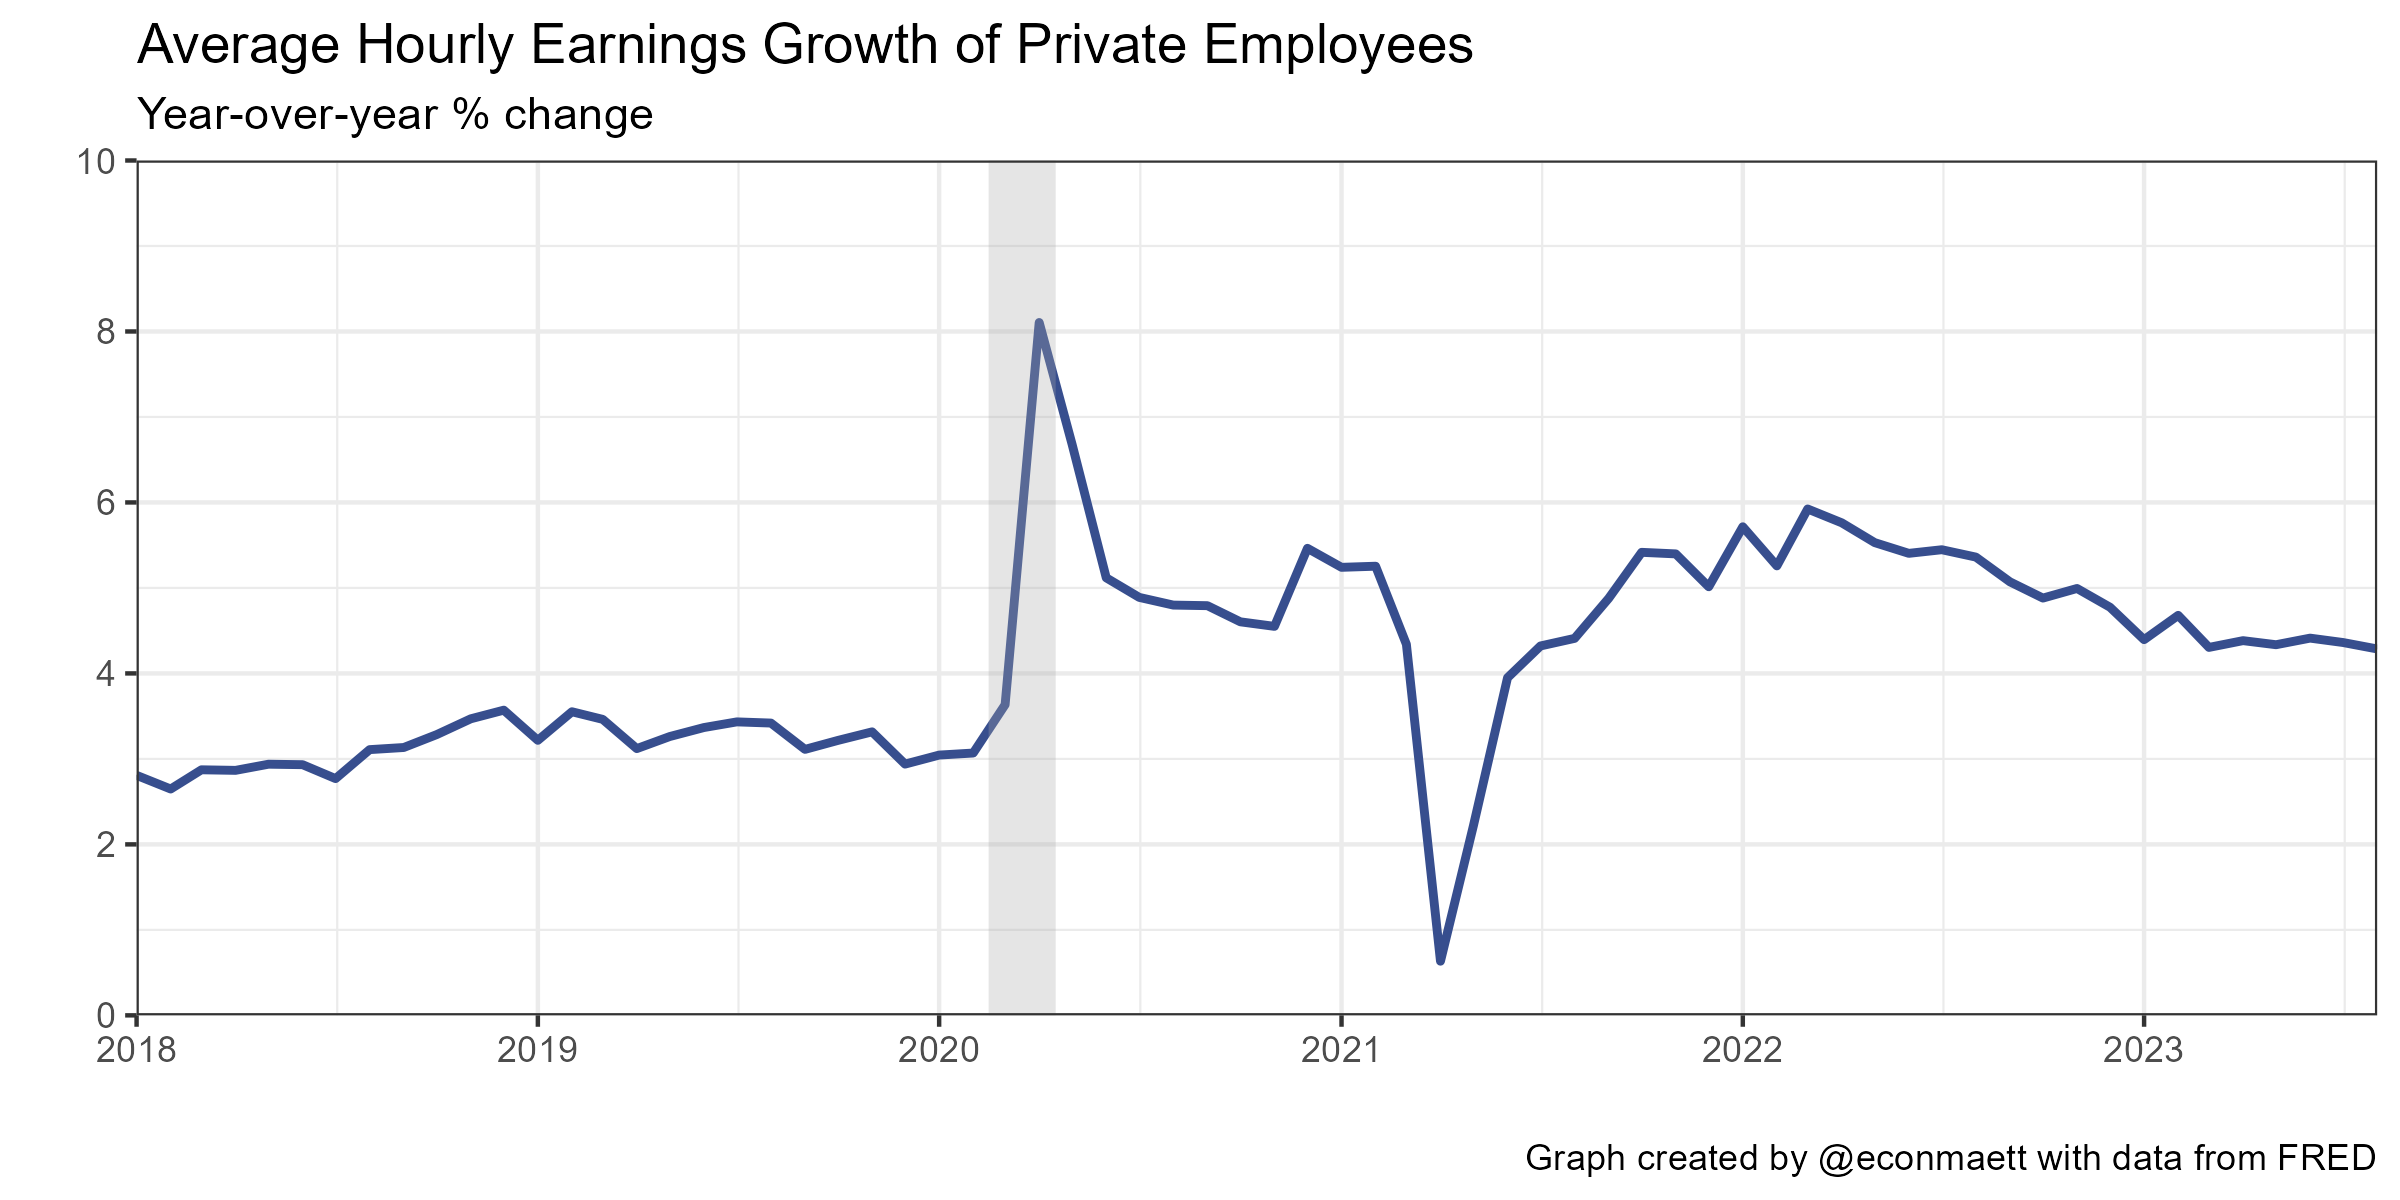 Average Hourly Earnings Growth of Private Employees
Year-over-year % change
10
8
6
4
2
0
2018 2019 2020 2021 2022 2023
Graph created by @econmaett with data from FRED